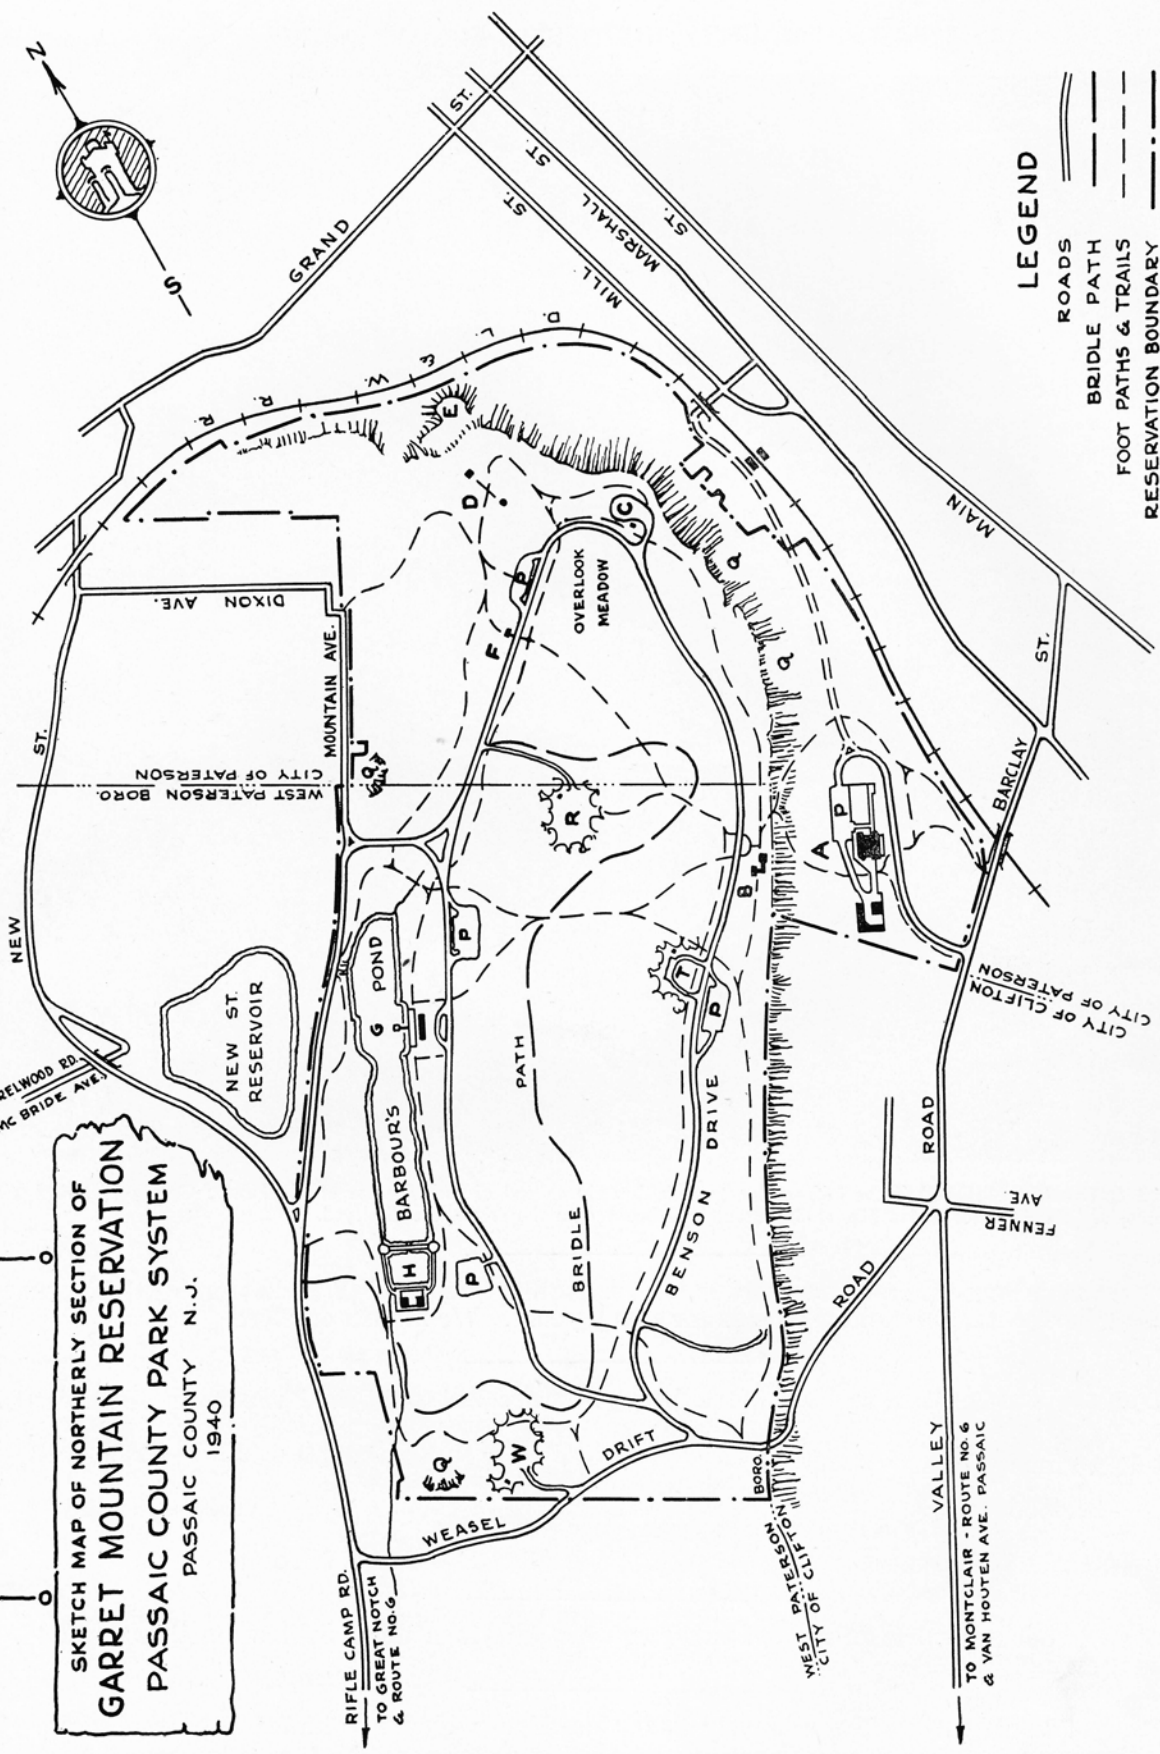 SKETCH MAP OF NORTHERLY SECTION OF
GARRET MOUNTAIN RESERVATION
PASSAIC COUNTY PARK SYSTEM
PASSAIC COUNTY N.J.
1940
N
S
LEGEND
ROADS
BRIDLE PATH
FOOT PATHS & TRAILS
RESERVATION BOUNDARY
GRAND ST.
MILL ST.
MARSHALL ST.
MAIN ST.
BARCLAY ST.
D. L. & W. R. R.
NEW ST.
DIXON AVE.
MOUNTAIN AVE.
WEST PATERSON BORO.
CITY OF PATERSON
NEW ST.
RESERVOIR
MC BRIDE AVE.
BARBOUR'S POND
OVERLOOK
MEADOW
BRIDLE PATH
BENSON DRIVE
WEASEL DRIFT ROAD
VALLEY ROAD
FENNER
AVE.
CITY OF CLIFTON
CITY OF PATERSON
WEST PATERSON BORO.
CITY OF CLIFTON
RIFLE CAMP RD.
TO GREAT NOTCH
& ROUTE NO. 6
TO MONTCLAIR - ROUTE NO. 6
& VAN HOUTEN AVE. PASSAIC
A
B
C
D
E
F
G
H
P
P
P
P
P
Q
Q
Q
Q
R
T
W